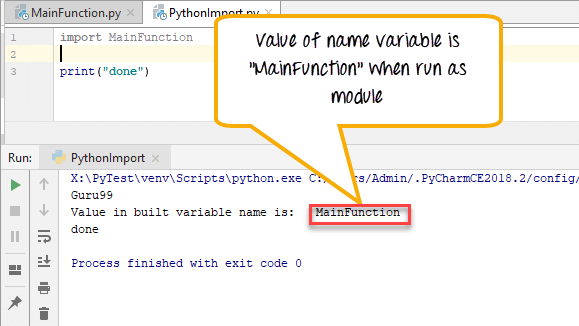 MainFunction.py × PythonImport.py ×
1 import MainFunction
2
3 print("done")
Value of name variable is
"MainFunction" when run as
module
Run: PythonImport ×
X:\PyTest\venv\Scripts\python.exe C:/ers/Admin/.PyCharmCE2018.2/config/
Guru99
Value in built variable name is: MainFunction
done
Process finished with exit code 0